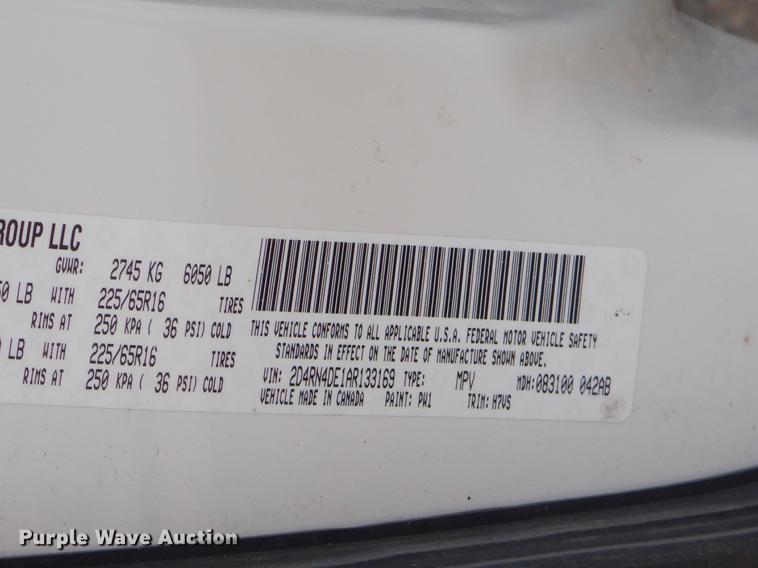 ROUP LLC
GVWR: 2745 KG 6050 LB
50 LB WITH 225/65R16 TIRES
RIMS AT 250 KPA ( 36 PSI) COLD
LB WITH 225/65R16 TIRES
RIMS AT 250 KPA ( 36 PSI) COLD
THIS VEHICLE CONFORMS TO ALL APPLICABLE U.S.A. FEDERAL MOTOR VEHICLE SAFETY
STANDARDS IN EFFECT ON THE DATE OF MANUFACTURE SHOWN ABOVE.
VIN: 2D4RN4DE1AR133169 TYPE: MPV MDH:083100 042AB
VEHICLE MADE IN CANADA PAINT: PW1 TRIM: H7VS
Purple Wave Auction